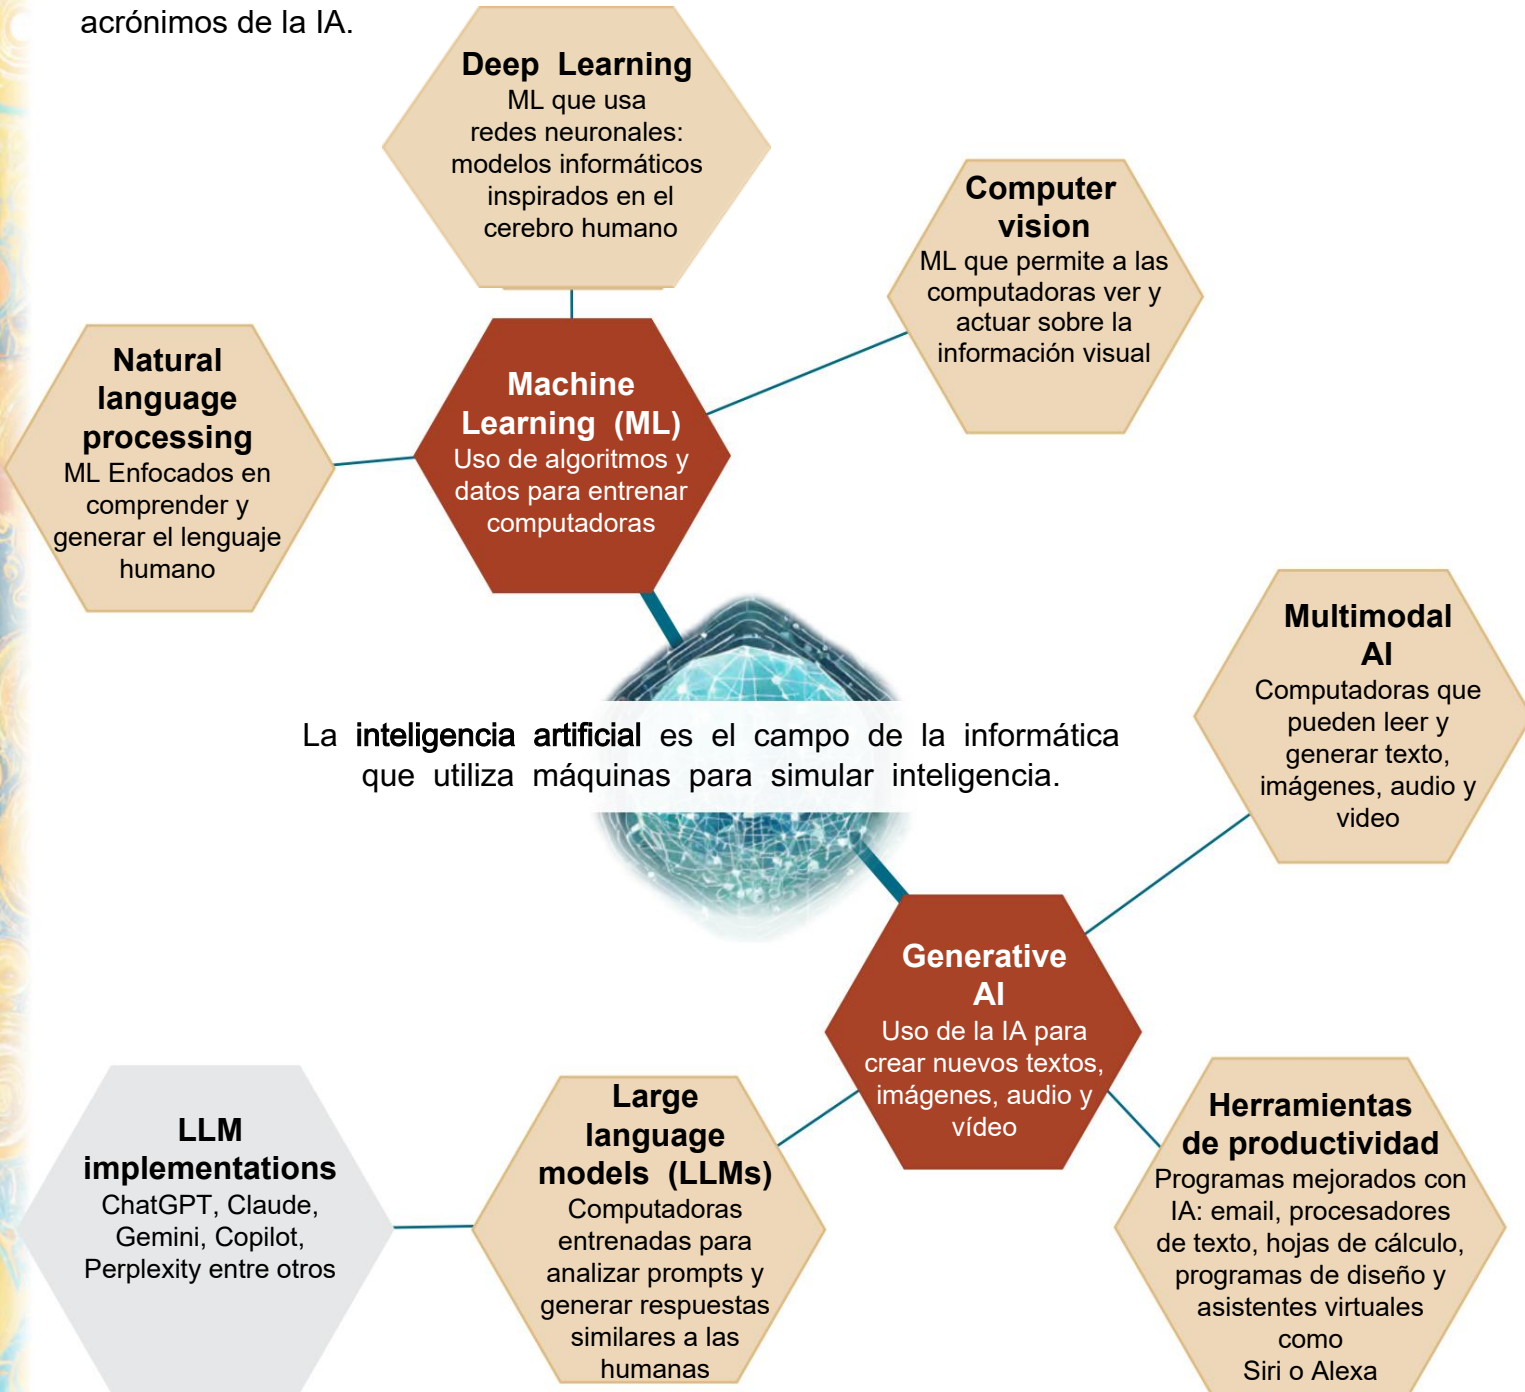 acrónimos de la IA.
Deep Learning
ML que usa
redes neuronales:
modelos informáticos
inspirados en el
cerebro humano
Computer
vision
ML que permite a las
computadoras ver y
actuar sobre la
información visual
Natural
language
processing
ML Enfocados en
comprender y
generar el lenguaje
humano
Machine
Learning (ML)
Uso de algoritmos y
datos para entrenar
computadoras
La inteligencia artificial es el campo de la informática
que utiliza máquinas para simular inteligencia.
Multimodal
AI
Computadoras que
pueden leer y
generar texto,
imágenes, audio y
video
Generative
AI
Uso de la IA para
crear nuevos textos,
imágenes, audio y
vídeo
LLM
implementations
ChatGPT, Claude,
Gemini, Copilot,
Perplexity entre otros
Large
language
models (LLMs)
Computadoras
entrenadas para
analizar prompts y
generar respuestas
similares a las
humanas
Herramientas
de productividad
Programas mejorados con
IA: email, procesadores
de texto, hojas de cálculo,
programas de diseño y
asistentes virtuales
como
Siri o Alexa